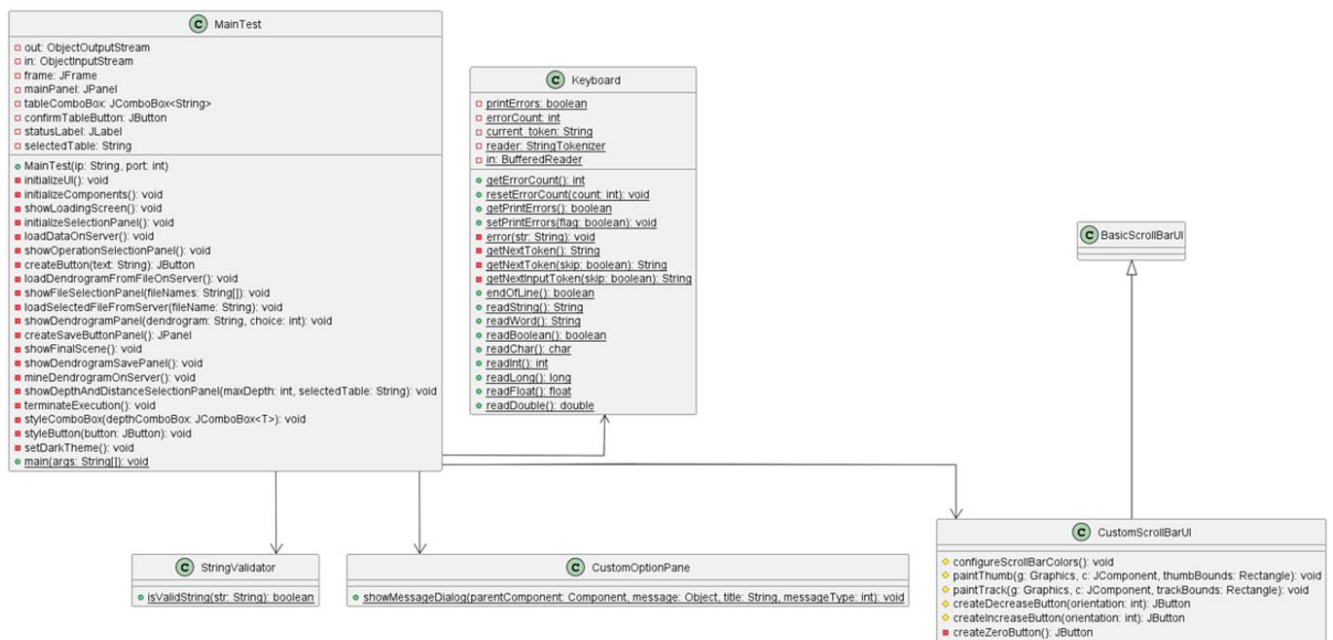 C MainTest
out: ObjectOutputStream
in: ObjectInputStream
frame: JFrame
mainPanel: JPanel
tableComboBox: JComboBox<String>
confirmTableButton: JButton
statusLabel: JLabel
selectedTable: String
MainTest(ip: String, port: int)
initializeUI(): void
initializeComponents(): void
showLoadingScreen(): void
initializeSelectionPanel(): void
loadDataOnServer(): void
showOperationSelectionPanel(): void
createButton(text: String): JButton
loadDendrogramFromFileOnServer(): void
showFileSelectionPanel(fileNames: String[]): void
loadSelectedFileFromServer(fileName: String): void
showDendrogramPanel(dendrogram: String, choice: int): void
createSaveButtonPanel(): JPanel
showFinalScene(): void
showDendrogramSavePanel(): void
mineDendrogramOnServer(): void
showDepthAndDistanceSelectionPanel(maxDepth: int, selectedTable: String): void
terminateExecution(): void
styleComboBox(depthComboBox: JComboBox<T>): void
styleButton(button: JButton): void
setDarkTheme(): void
main(args: String[]): void
C Keyboard
printErrors: boolean
errorCount: int
current_token: String
reader: StringTokenizer
in: BufferedReader
getErrorCount(): int
resetErrorCount(count: int): void
getPrintErrors(): boolean
setPrintErrors(flag: boolean): void
error(str: String): void
getNextToken(): String
getNextToken(skip: boolean): String
getNextInputToken(skip: boolean): String
endOfLine(): boolean
readString(): String
readWord(): String
readBoolean(): boolean
readChar(): char
readInt(): int
readLong(): long
readFloat(): float
readDouble(): double
C BasicScrollBarUI
C StringValidator
isValidString(str: String): boolean
C CustomOptionPane
showMessageDialog(parentComponent: Component, message: Object, title: String, messageType: int): void
C CustomScrollBarUI
configureScrollBarColors(): void
paintThumb(g: Graphics, c: JComponent, thumbBounds: Rectangle): void
paintTrack(g: Graphics, c: JComponent, trackBounds: Rectangle): void
createDecreaseButton(orientation: int): JButton
createIncreaseButton(orientation: int): JButton
createZeroButton(): JButton